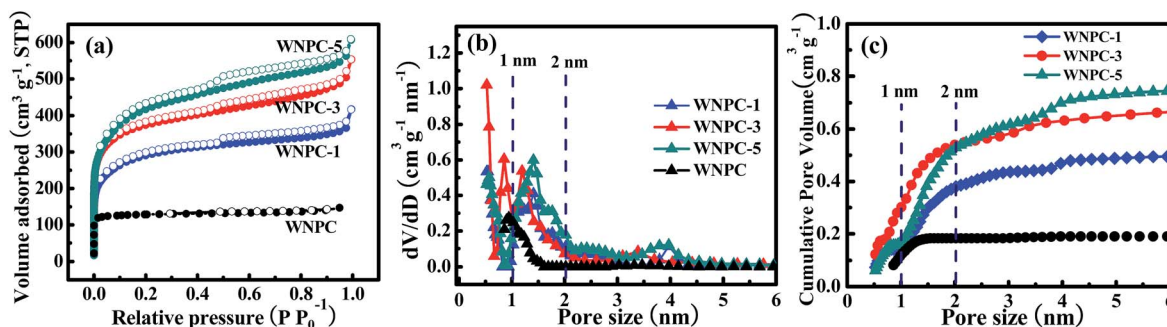 (a)
Volume adsorbed (cm³ g⁻¹, STP)
600
500
400
300
200
100
0
WNPC-5
WNPC-3
WNPC-1
WNPC
0.0 0.2 0.4 0.6 0.8 1.0
Relative pressure (P P₀⁻¹)
(b)
dV/dD (cm³ g⁻¹ nm⁻¹)
1.2
1.0
0.8
0.6
0.4
0.2
0.0
1 nm
2 nm
WNPC-1
WNPC-3
WNPC-5
WNPC
0 1 2 3 4 5 6
Pore size (nm)
(c)
Cumulative Pore Volume (cm³ g⁻¹)
1.0
0.8
0.6
0.4
0.2
0.0
1 nm
2 nm
WNPC-1
WNPC-3
WNPC-5
0 1 2 3 4 5 6
Pore size (nm)